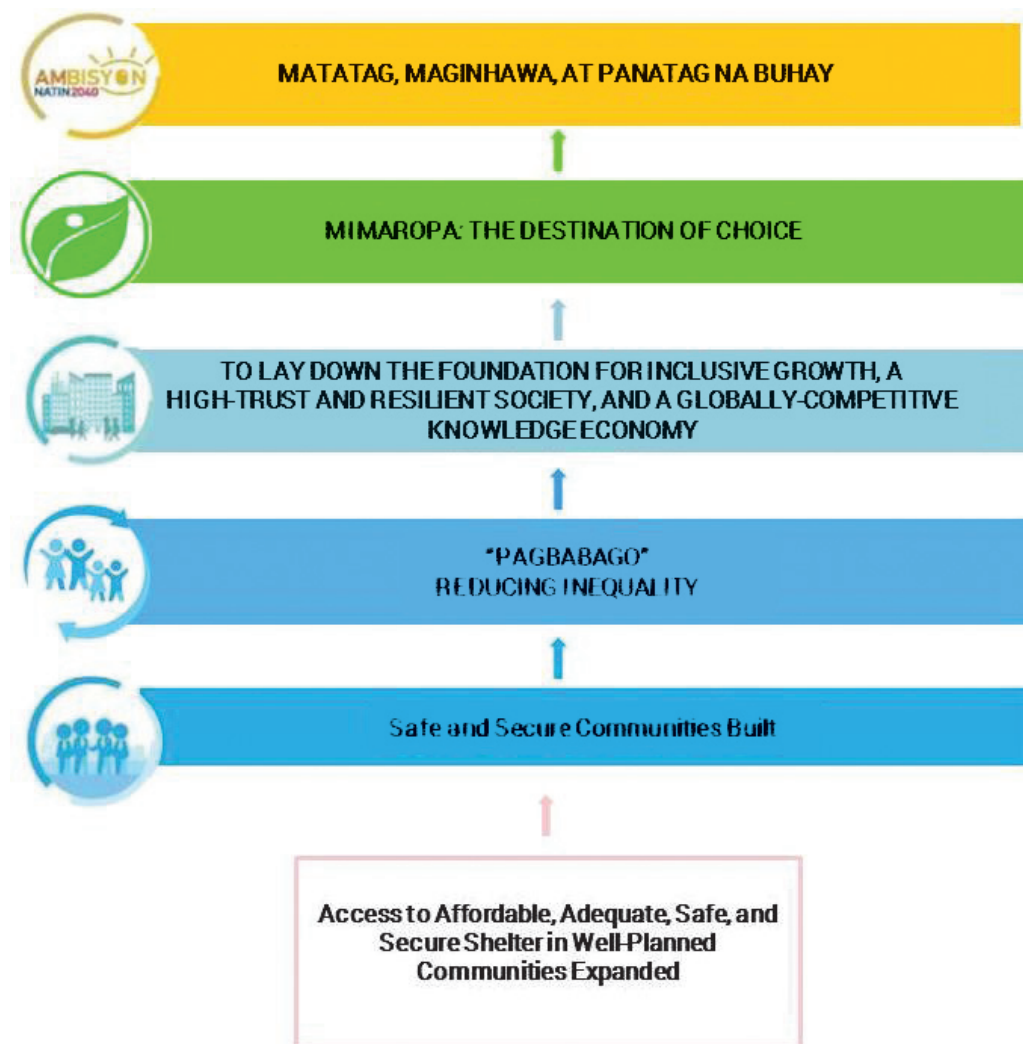 AMBISYON
NATIN2040
MATATAG, MAGINHAWA, AT PANATAG NA BUHAY
MIMAROPA: THE DESTINATION OF CHOICE
TO LAY DOWN THE FOUNDATION FOR INCLUSIVE GROWTH, A
HIGH-TRUST AND RESILIENT SOCIETY, AND A GLOBALLY-COMPETITIVE
KNOWLEDGE ECONOMY
"PAGBABAGO"
REDUCING INEQUALITY
Safe and Secure Communities Built
Access to Affordable, Adequate, Safe, and
Secure Shelter in Well-Planned
Communities Expanded